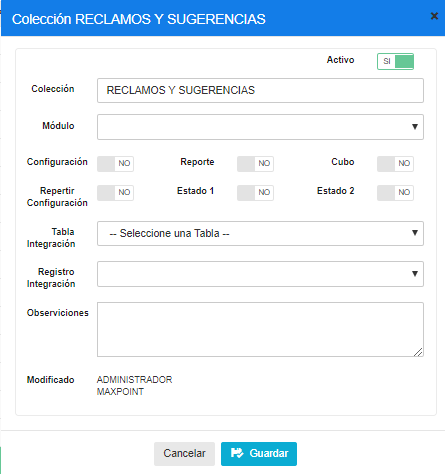 Colección RECLAMOS Y SUGERENCIAS ×
Activo SI
Colección RECLAMOS Y SUGERENCIAS
Módulo
Configuración NO Reporte NO Cubo NO
Repertir Configuración NO Estado 1 NO Estado 2 NO
Tabla Integración -- Seleccione una Tabla --
Registro Integración
Observiciones
Modificado ADMINISTRADOR
MAXPOINT
Cancelar Guardar